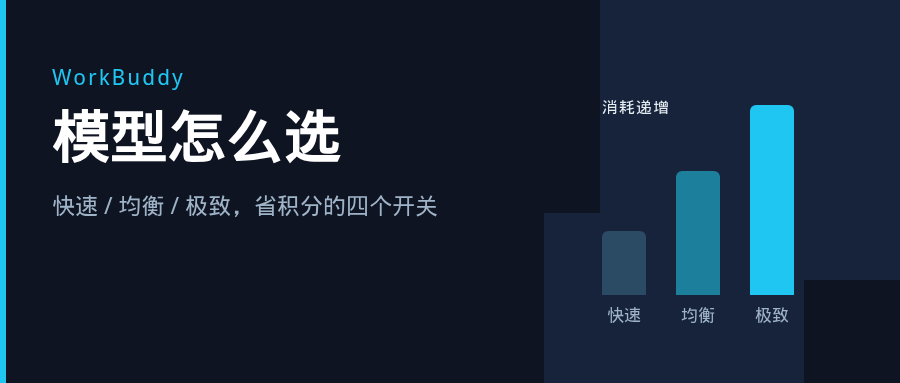 WorkBuddy
模型怎么选
快速 / 均衡 / 极致，省积分的四个开关
消耗递增
快速
均衡
极致